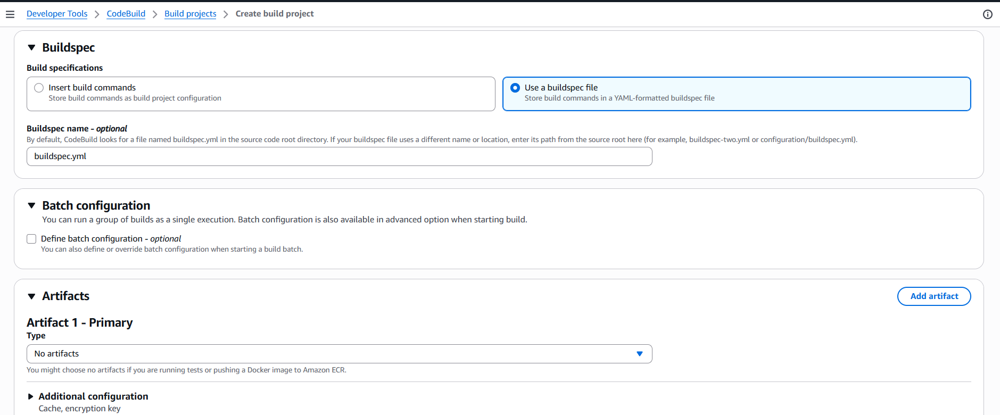 Developer Tools > CodeBuild > Build projects > Create build project
Buildspec
Build specifications
Insert build commands
Store build commands as build project configuration
Use a buildspec file
Store build commands in a YAML-formatted buildspec file
Buildspec name - optional
By default, CodeBuild looks for a file named buildspec.yml in the source code root directory. If your buildspec file uses a different name or location, enter its path from the source root here (for example, buildspec-two.yml or configuration/buildspec.yml).
buildspec.yml
Batch configuration
You can run a group of builds as a single execution. Batch configuration is also available in advanced option when starting build.
Define batch configuration - optional
You can also define or override batch configuration when starting a build batch.
Artifacts
Add artifact
Artifact 1 - Primary
Type
No artifacts
You might choose no artifacts if you are running tests or pushing a Docker image to Amazon ECR.
Additional configuration
Cache, encryption key